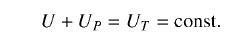 U + U_P = U_T = const.